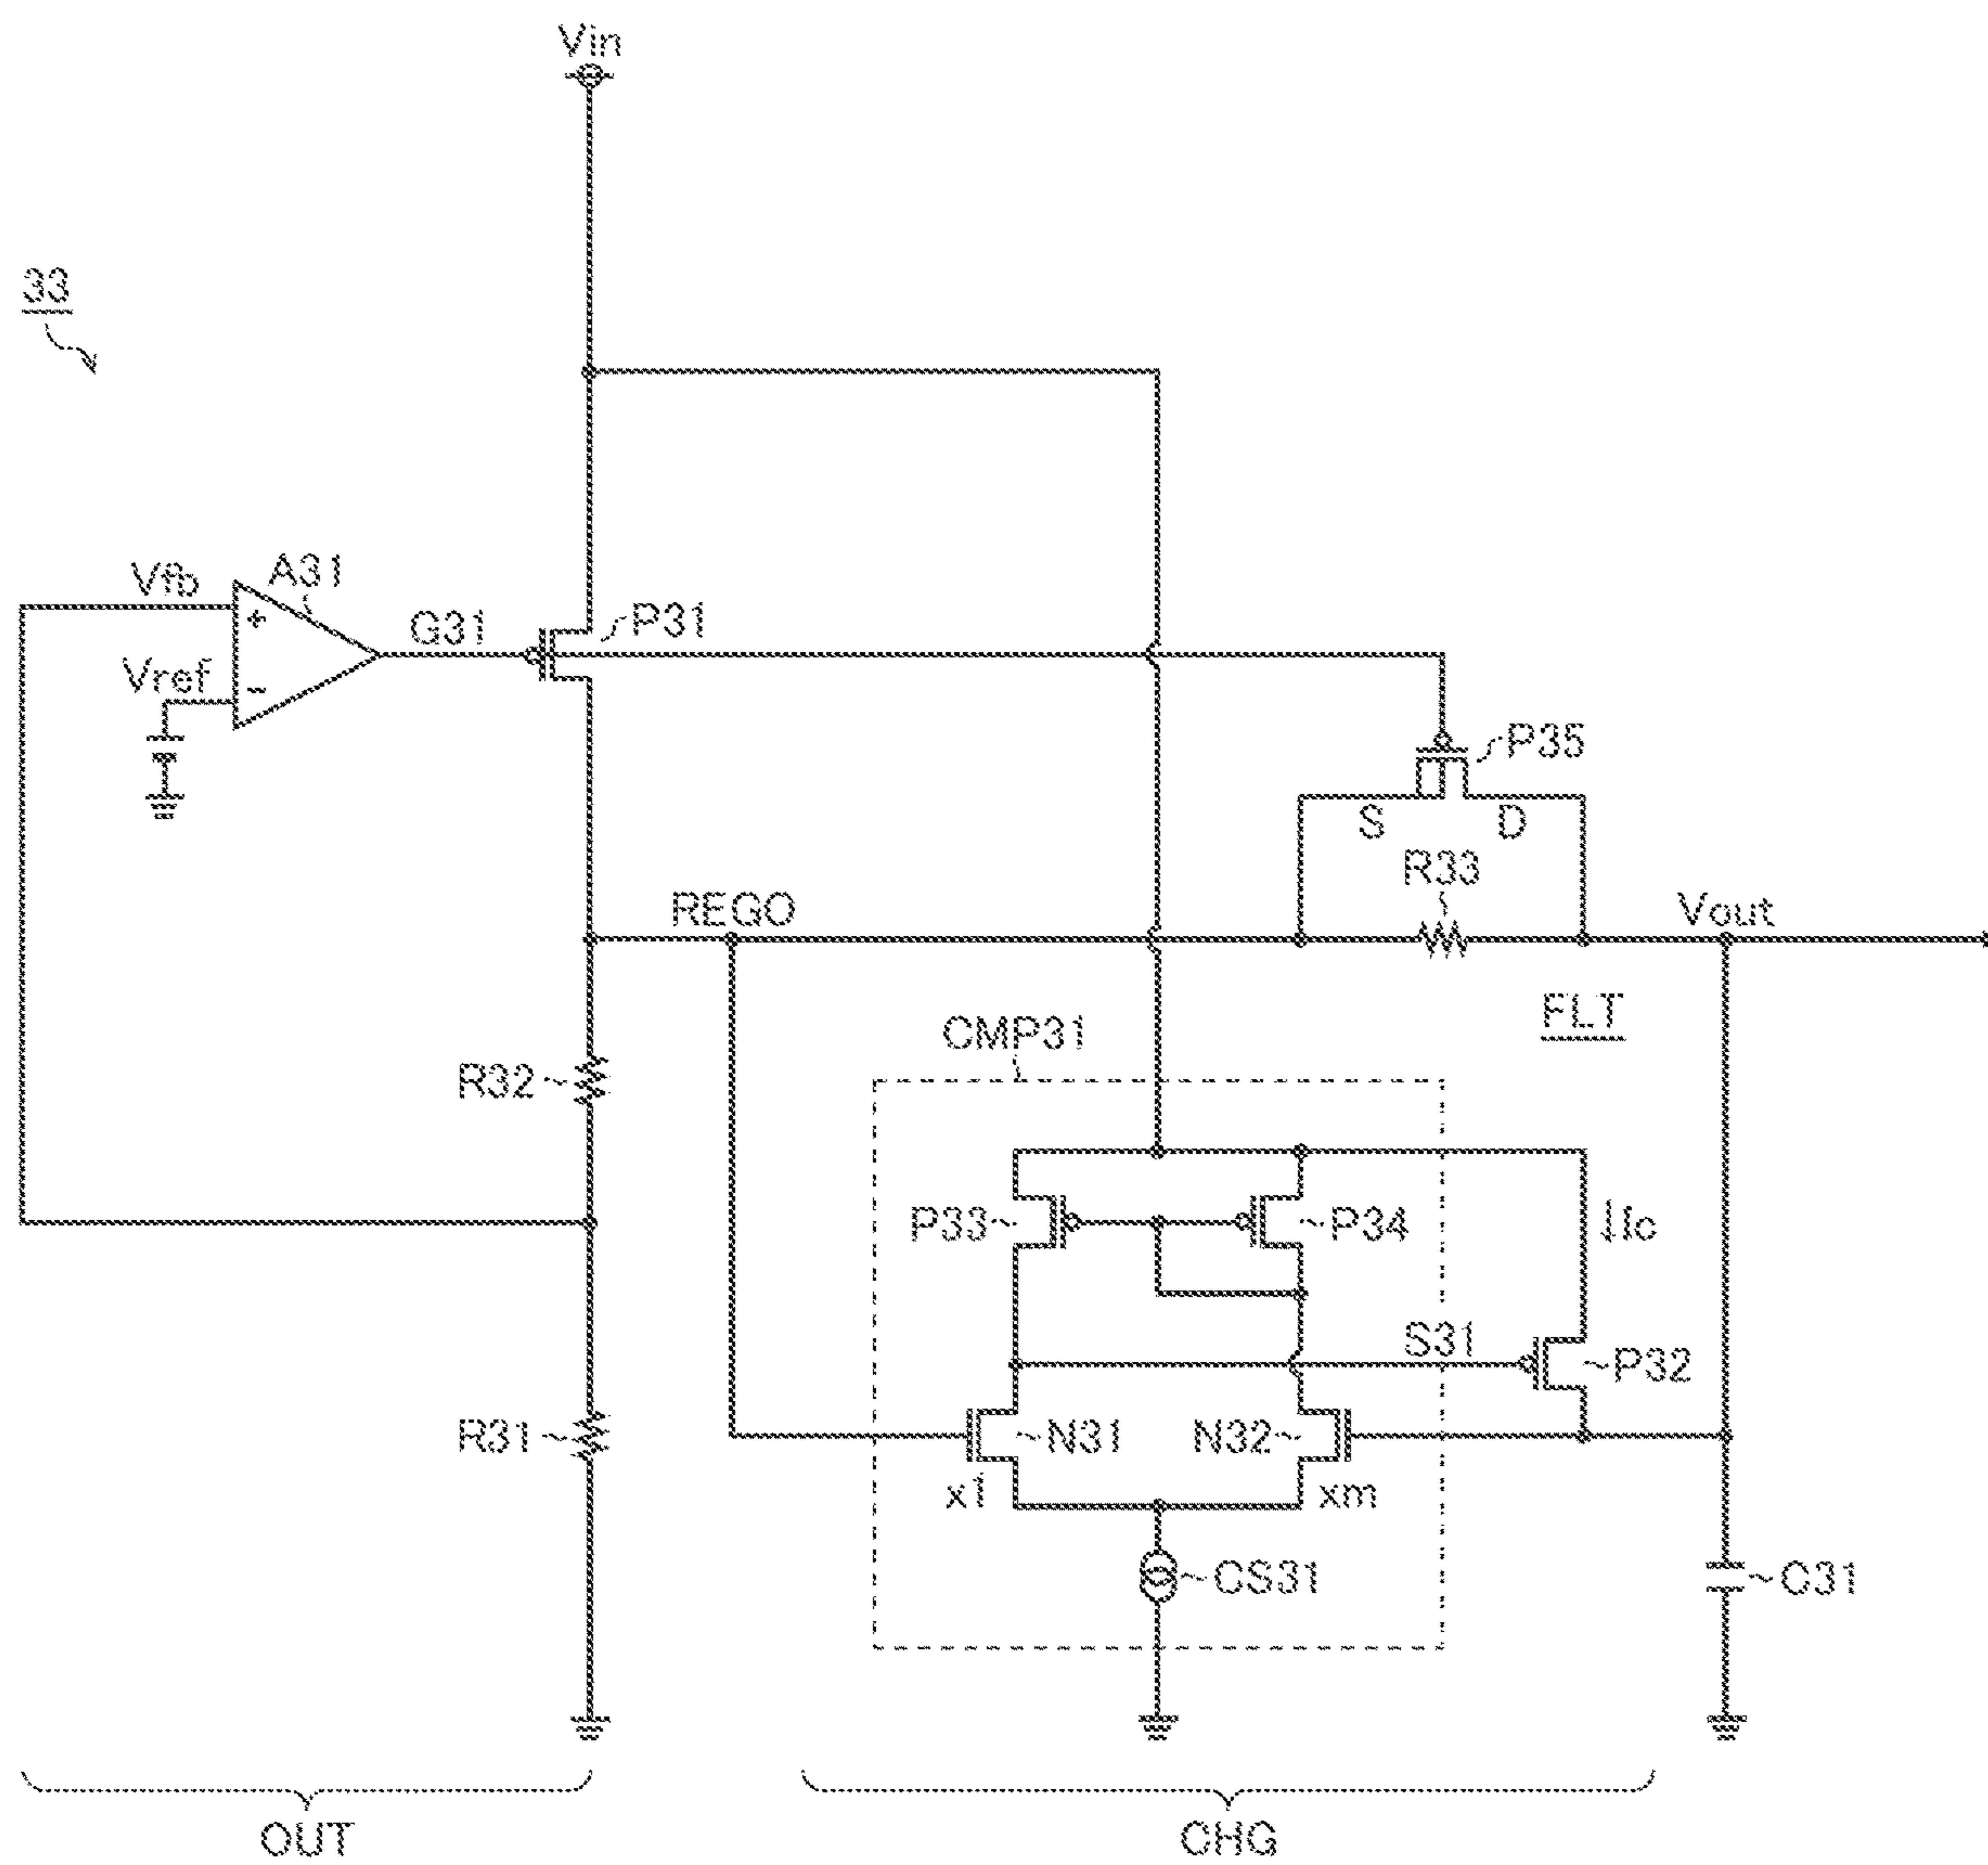 Vin
33
Vfb
A31
G31
P31
Vref
+
-
P35
S
D
R33
REGO
Vout
FLT
CMP31
R32
P33
P34
Ic
S31
P32
R31
N31
N32
x1
xm
CS31
C31
OUT
CHG